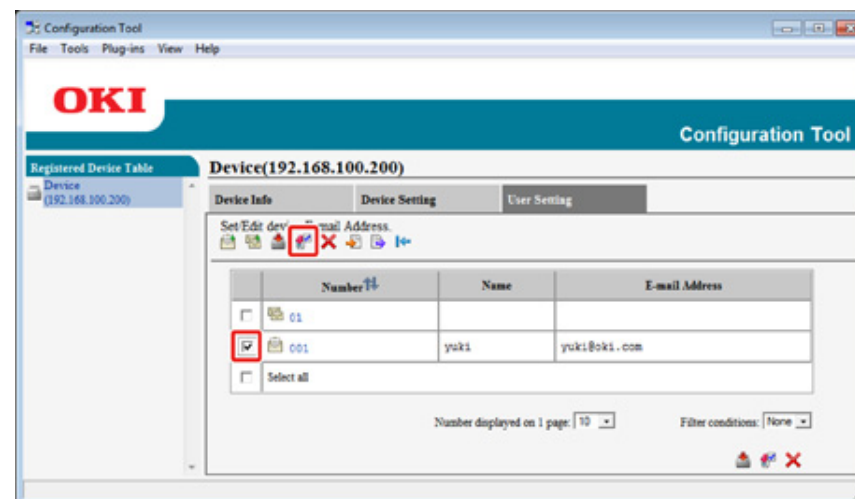 Configuration Tool
File Tools Plug-ins View Help
OKI
Configuration Tool
Registered Device Table
Device
(192.168.100.200)
Device(192.168.100.200)
Device Info Device Setting User Setting
Set/Edit device E-mail Address.
Number Name E-mail Address
01
001 yuki yuki@oki.com
Select all
Number displayed on 1 page: 10 Filter conditions: None